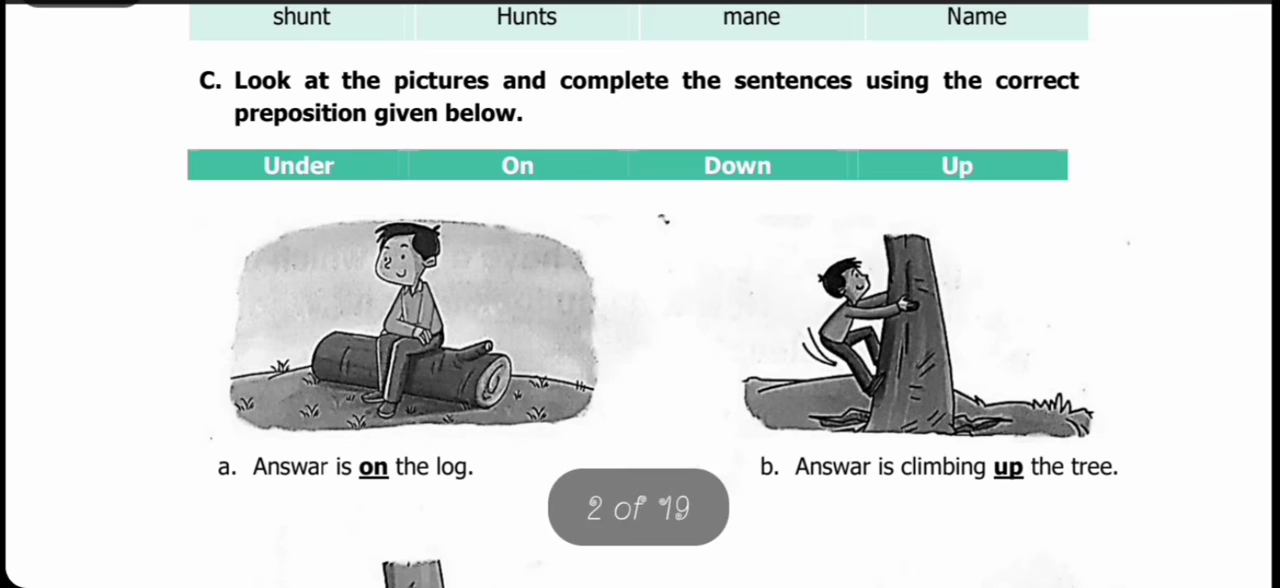 shunt Hunts mane Name
C. Look at the pictures and complete the sentences using the correct
preposition given below.
Under On Down Up
a. Answar is on the log.
b. Answar is climbing up the tree.
2 of 19